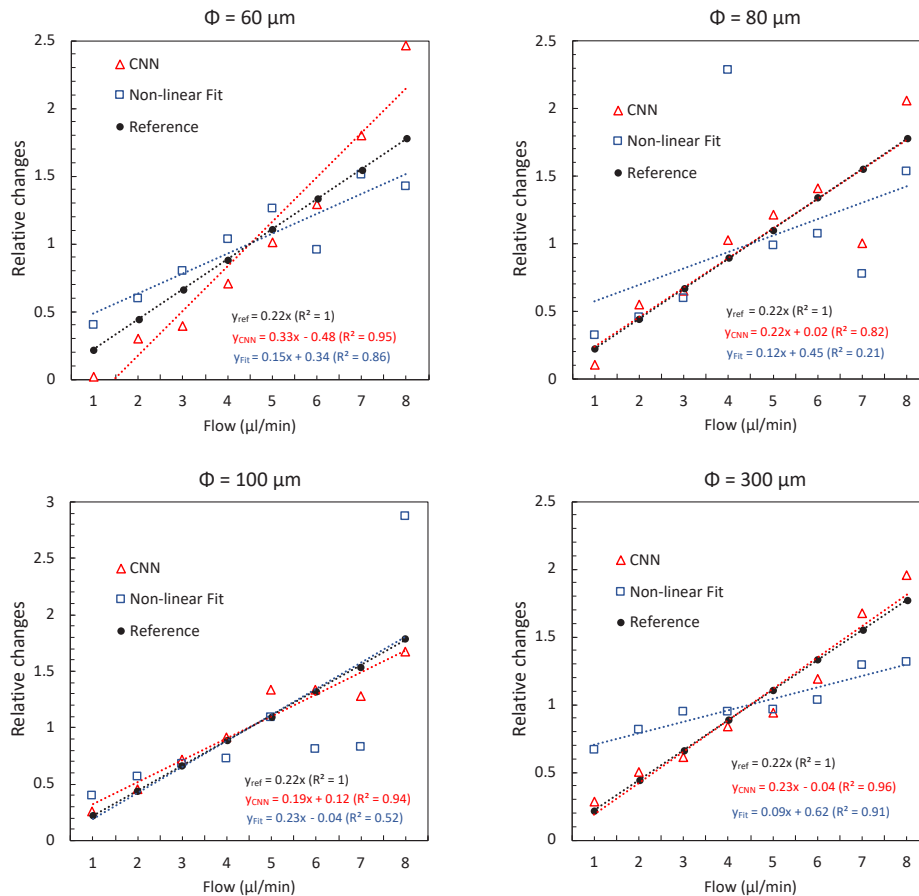 Φ = 60 µm
2.5
2
1.5
1
0.5
0
Relative changes
CNN
Non-linear Fit
Reference
y_ref = 0.22x (R² = 1)
y_CNN = 0.33x - 0.48 (R² = 0.95)
y_Fit = 0.15x + 0.34 (R² = 0.86)
1 2 3 4 5 6 7 8
Flow (µl/min)
Φ = 80 µm
2.5
2
1.5
1
0.5
0
Relative changes
CNN
Non-linear Fit
Reference
y_ref = 0.22x (R² = 1)
y_CNN = 0.22x + 0.02 (R² = 0.82)
y_Fit = 0.12x + 0.45 (R² = 0.21)
1 2 3 4 5 6 7 8
Flow (µl/min)
Φ = 100 µm
3
2.5
2
1.5
1
0.5
0
Relative changes
CNN
Non-linear Fit
Reference
y_ref = 0.22x (R² = 1)
y_CNN = 0.19x + 0.12 (R² = 0.94)
y_Fit = 0.23x - 0.04 (R² = 0.52)
1 2 3 4 5 6 7 8
Flow (µl/min)
Φ = 300 µm
2.5
2
1.5
1
0.5
0
Relative changes
CNN
Non-linear Fit
Reference
y_ref = 0.22x (R² = 1)
y_CNN = 0.23x - 0.04 (R² = 0.96)
y_Fit = 0.09x + 0.62 (R² = 0.91)
1 2 3 4 5 6 7 8
Flow (µl/min)